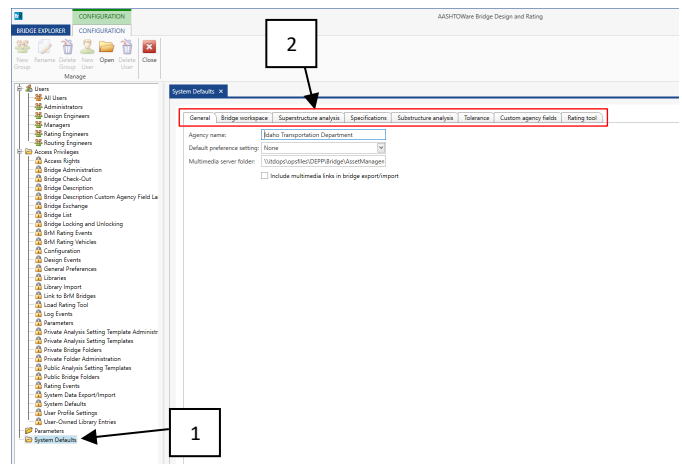 CONFIGURATION
AASHTOWare Bridge Design and Rating
BRIDGE EXPLORER CONFIGURATION
New Group
Rename
Delete Group
New User
Open
Delete User
Close
Manage
2
Users
All Users
Administrators
Design Engineers
Managers
Rating Engineers
Routing Engineers
Access Privileges
Access Rights
Bridge Administration
Bridge Check-Out
Bridge Description
Bridge Description Custom Agency Field La
Bridge Exchange
Bridge List
Bridge Locking and Unlocking
BrM Rating Events
BrM Rating Vehicles
Configuration
Design Events
General Preferences
Libraries
Library Import
Link to BrM Bridges
Load Rating Tool
Log Events
Parameters
Private Analysis Setting Template Administr
Private Analysis Setting Templates
Private Bridge Folders
Private Folder Administration
Public Analysis Setting Templates
Public Bridge Folders
Rating Events
System Data Export/Import
System Defaults
User Profile Settings
User-Owned Library Entries
Parameters
System Defaults
1
System Defaults ×
General Bridge workspace Superstructure analysis Specifications Substructure analysis Tolerance Custom agency fields Rating tool
Agency name: Idaho Transportation Department
Default preference setting: None
Multimedia server folder: \\itdops\opsfiles\DEPP\Bridge\AssetManagen
Include multimedia links in bridge export/import